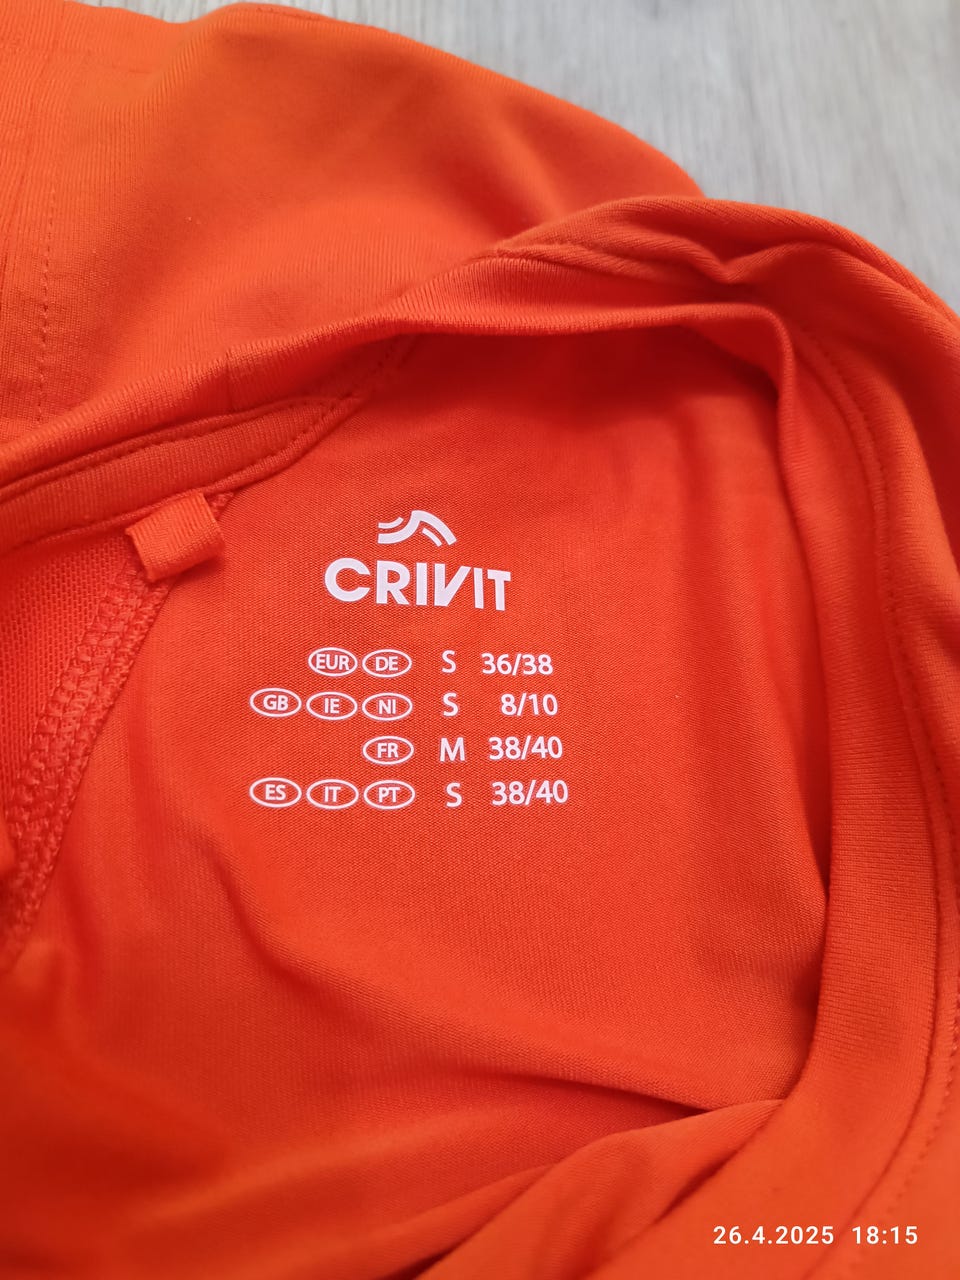 CRIVIT
EUR DE S 36/38
GB IE NI S 8/10
FR M 38/40
ES IT PT S 38/40
26.4.2025 18:15